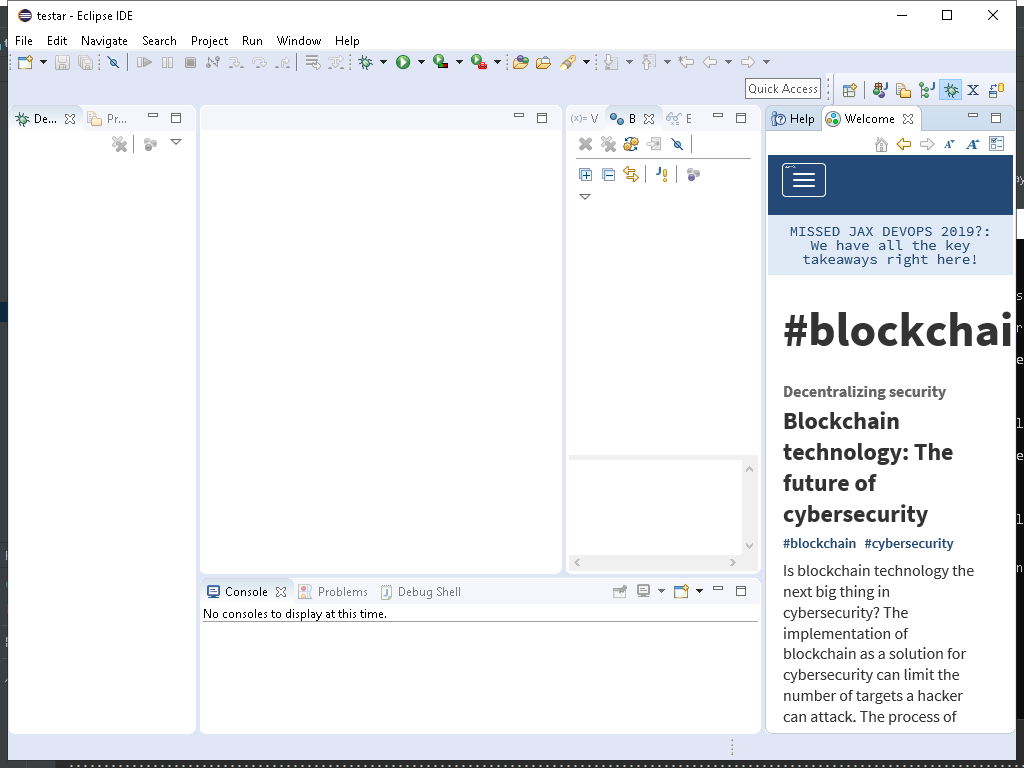 testar - Eclipse IDE
File Edit Navigate Search Project Run Window Help
Quick Access
De... Pr...
(x)= V B E
Help Welcome
MISSED JAX DEVOPS 2019?:
We have all the key
takeaways right here!
#blockchai
Decentralizing security
Blockchain
technology: The
future of
cybersecurity
#blockchain #cybersecurity
Is blockchain technology the
next big thing in
cybersecurity? The
implementation of
blockchain as a solution for
cybersecurity can limit the
number of targets a hacker
can attack. The process of
Console Problems Debug Shell
No consoles to display at this time.